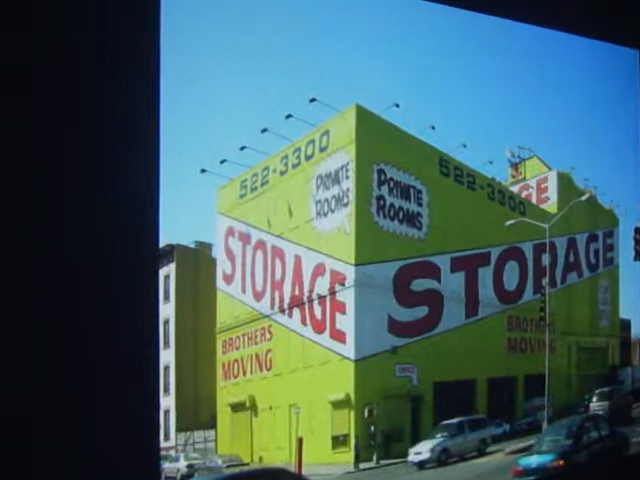 522-3300
PRIVATE
ROOMS
STORAGE
BROTHERS
MOVING
522-3300
PRIVATE
ROOMS
STORAGE
BROTHERS
MOVING
GE